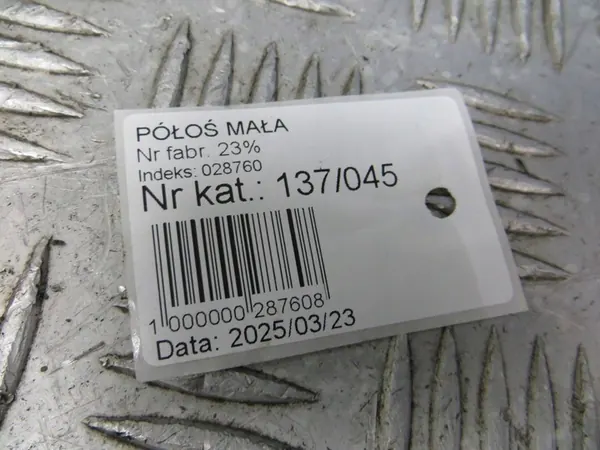 PÓŁOŚ MAŁA
Nr fabr. 23%
Indeks: 028760
Nr kat.: 137/045
1 000000 287608
Data: 2025/03/23